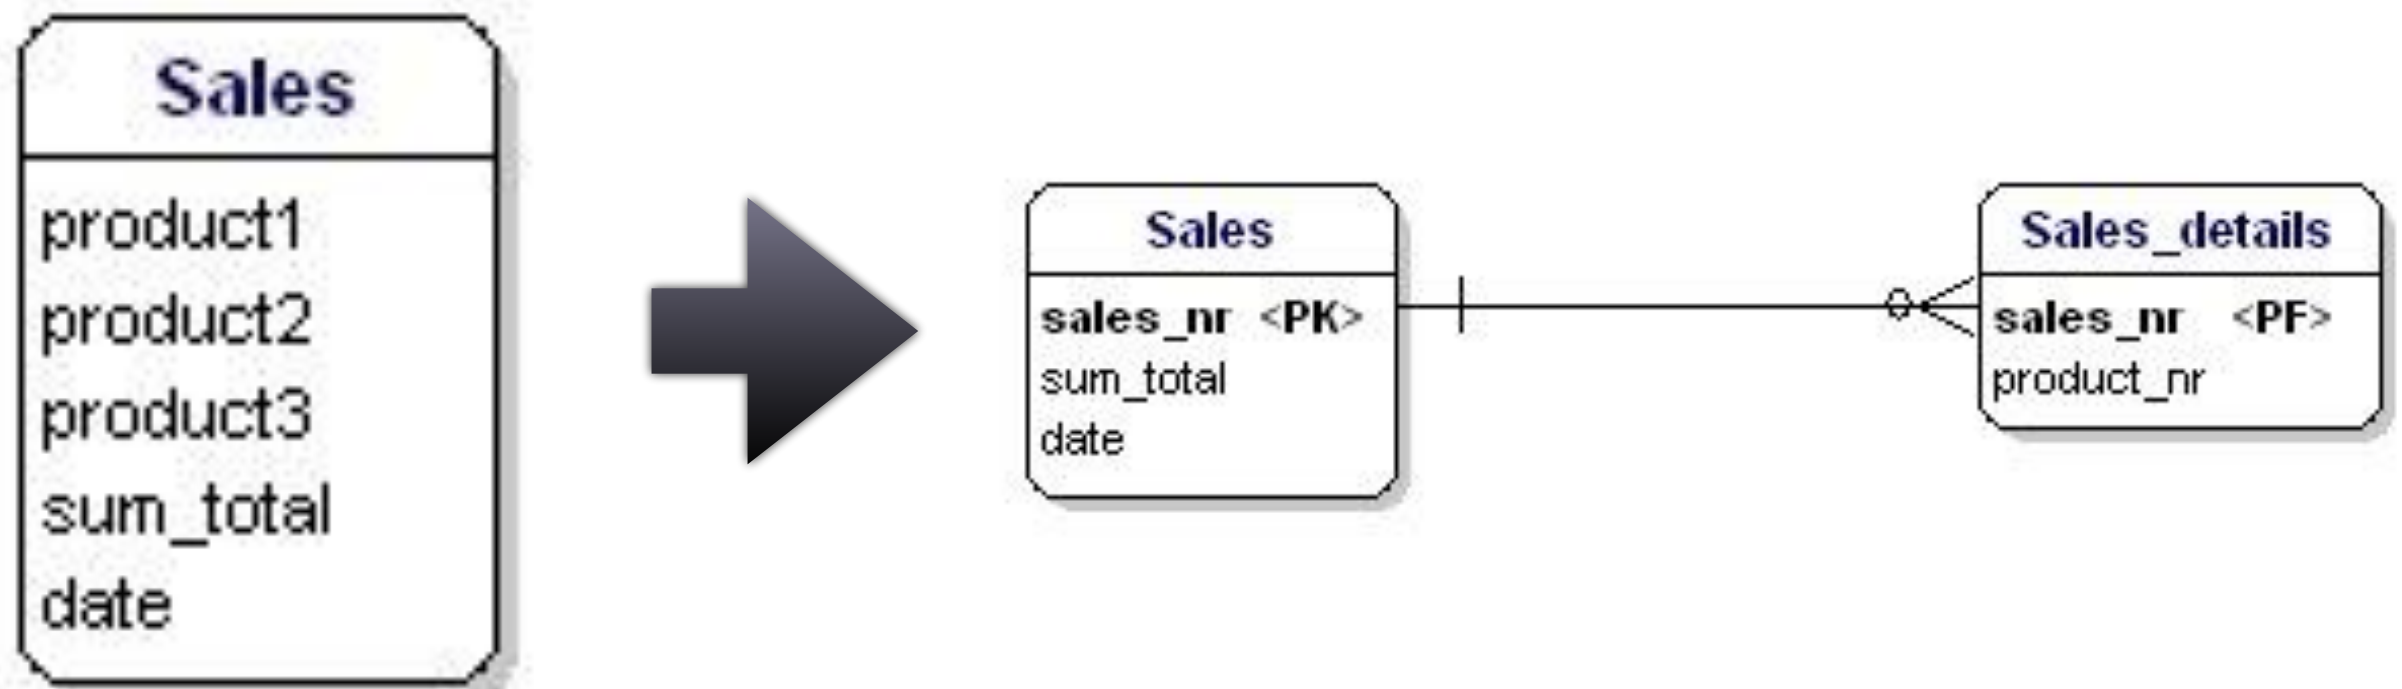 Sales
product1
product2
product3
sum_total
date
Sales
sales_nr <PK>
sum_total
date
Sales_details
sales_nr <PF>
product_nr